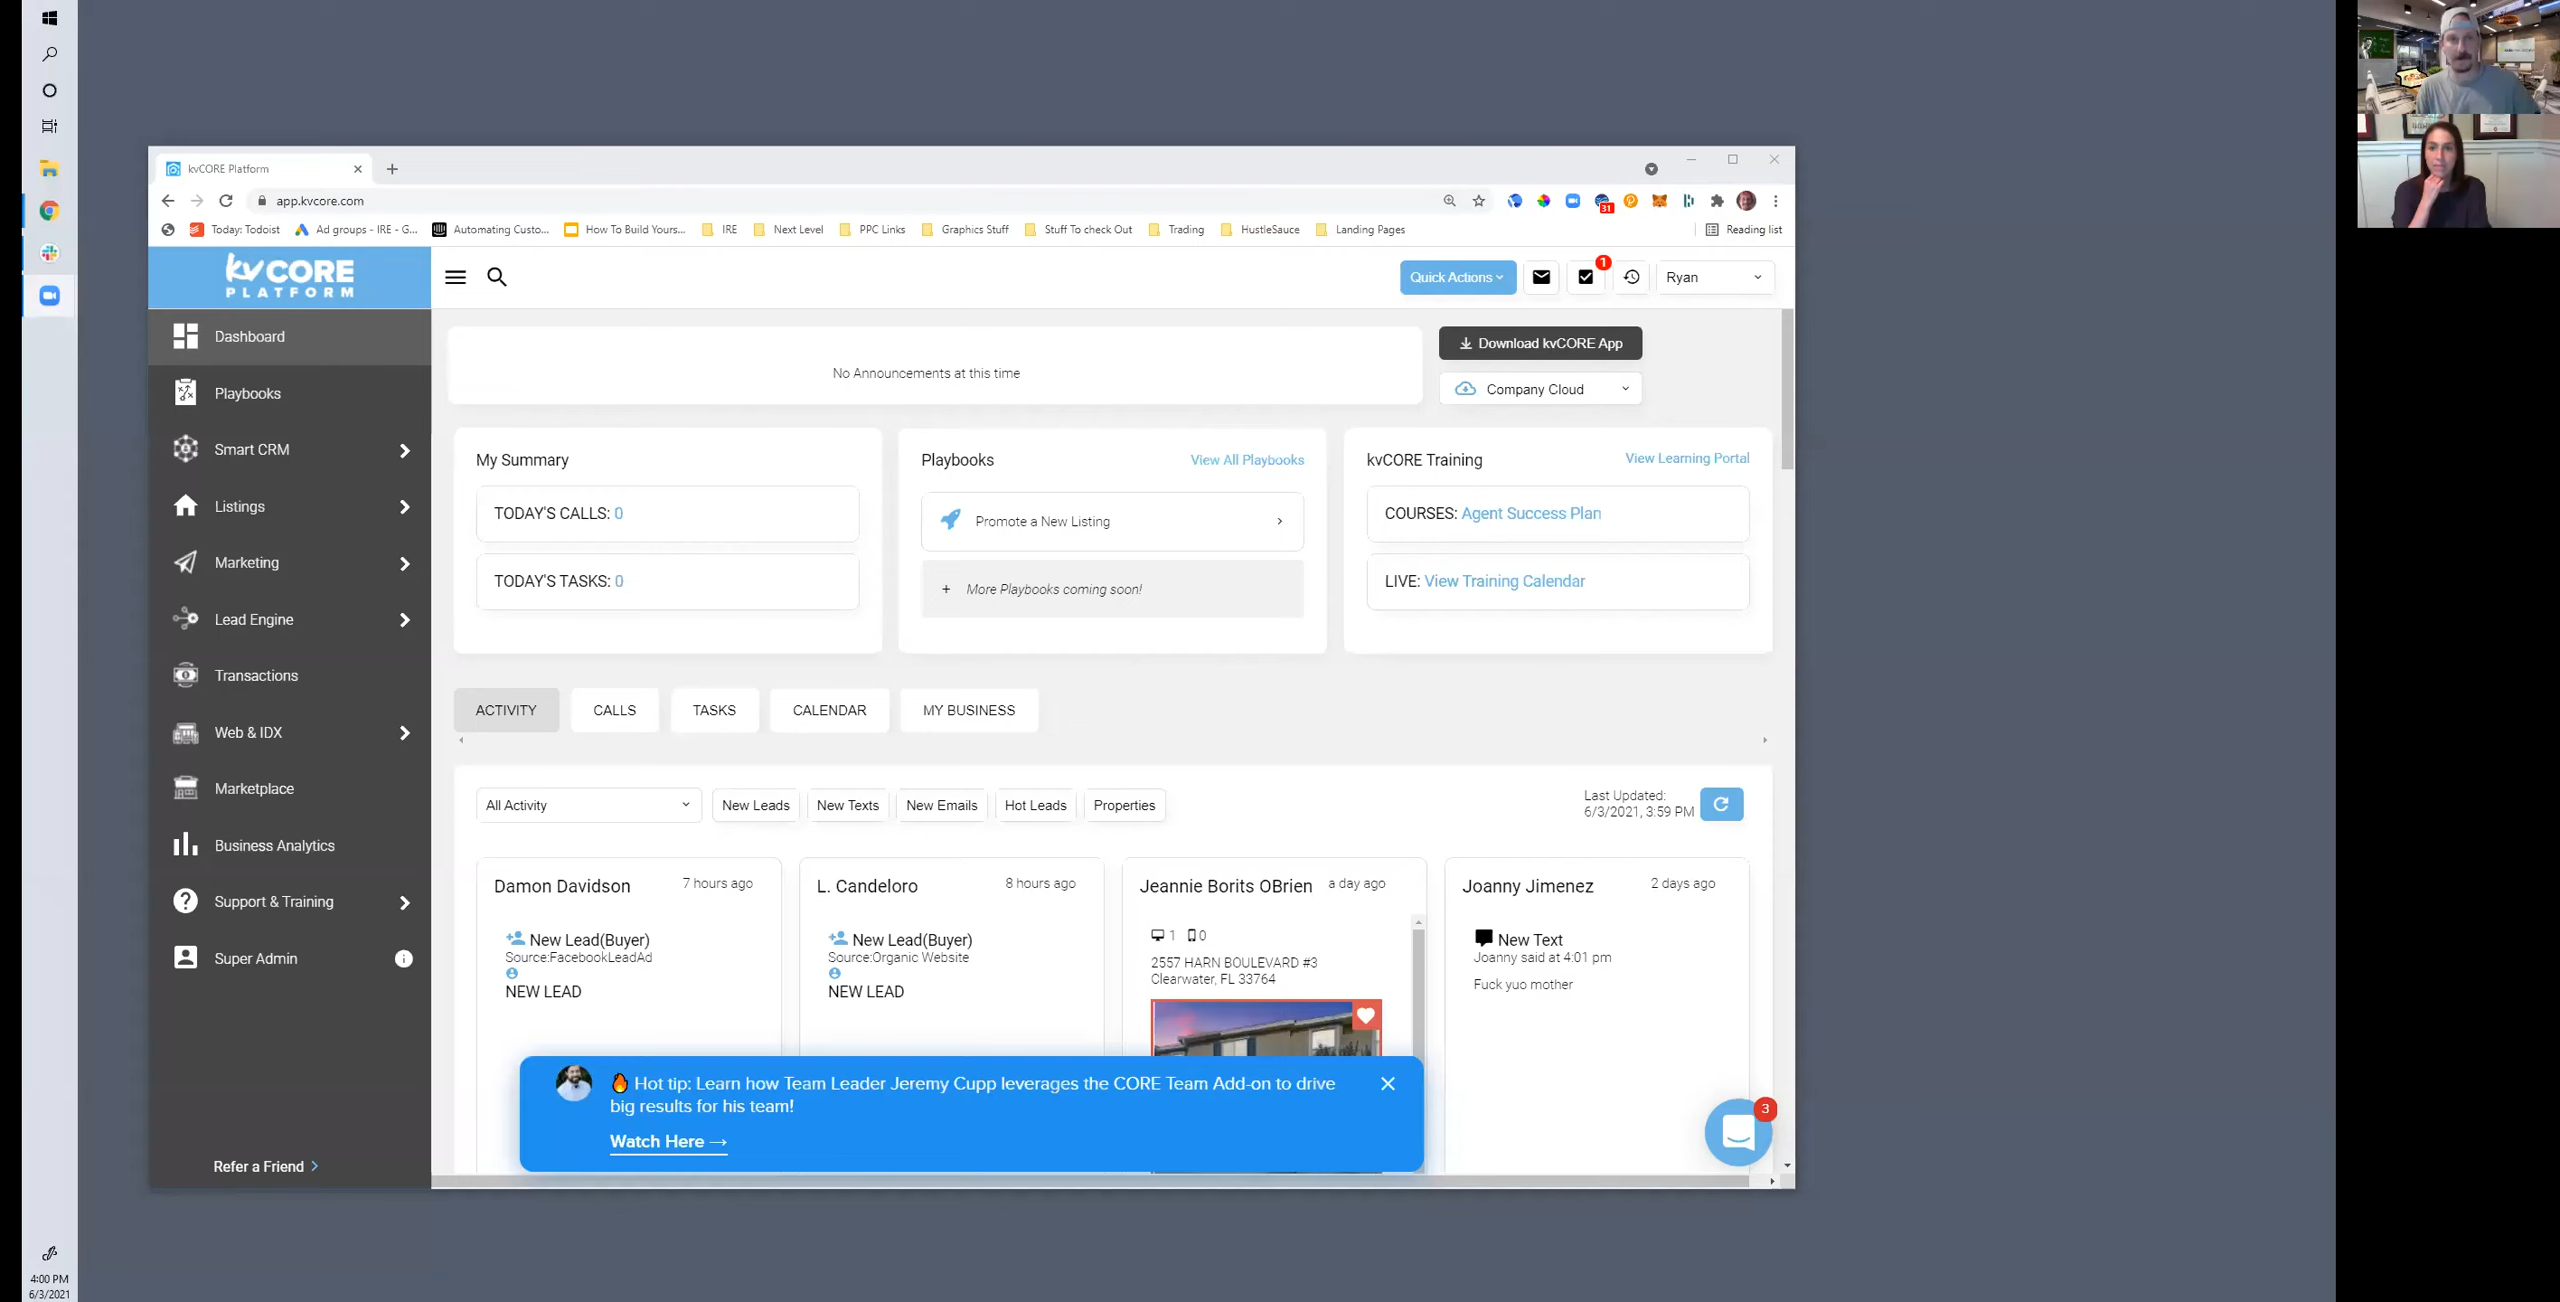 kvCORE Platform
app.kvcore.com
31
Today: Todoist
Ad groups - IRE - G...
Automating Custo...
How To Build Yours...
IRE
Next Level
PPC Links
Graphics Stuff
Stuff To check Out
Trading
HustleSauce
Landing Pages
Reading list
kvCORE
PLATFORM
Quick Actions
1
Ryan
Dashboard
Playbooks
Smart CRM
Listings
Marketing
Lead Engine
Transactions
Web & IDX
Marketplace
Business Analytics
Support & Training
Super Admin
Refer a Friend
No Announcements at this time
Download kvCORE App
Company Cloud
My Summary
TODAY'S CALLS: 0
TODAY'S TASKS: 0
Playbooks
View All Playbooks
Promote a New Listing
+ More Playbooks coming soon!
kvCORE Training
View Learning Portal
COURSES: Agent Success Plan
LIVE: View Training Calendar
ACTIVITY
CALLS
TASKS
CALENDAR
MY BUSINESS
All Activity
New Leads
New Texts
New Emails
Hot Leads
Properties
Last Updated:
6/3/2021, 3:59 PM
Damon Davidson
7 hours ago
New Lead(Buyer)
Source:FacebookLeadAd
NEW LEAD
L. Candeloro
8 hours ago
New Lead(Buyer)
Source:Organic Website
NEW LEAD
Jeannie Borits OBrien
a day ago
1 0
2557 HARN BOULEVARD #3
Clearwater, FL 33764
Joanny Jimenez
2 days ago
New Text
Joanny said at 4:01 pm
Fuck yuo mother
Hot tip: Learn how Team Leader Jeremy Cupp leverages the CORE Team Add-on to drive
big results for his team!
Watch Here →
3
4:00 PM
6/3/2021